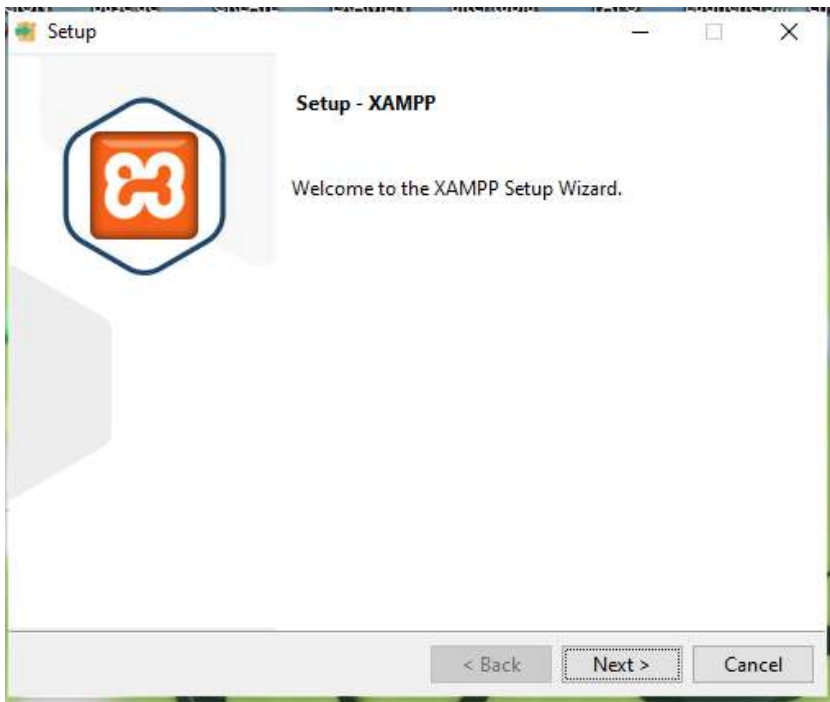 Setup
Setup - XAMPP
Welcome to the XAMPP Setup Wizard.
< Back
Next >
Cancel